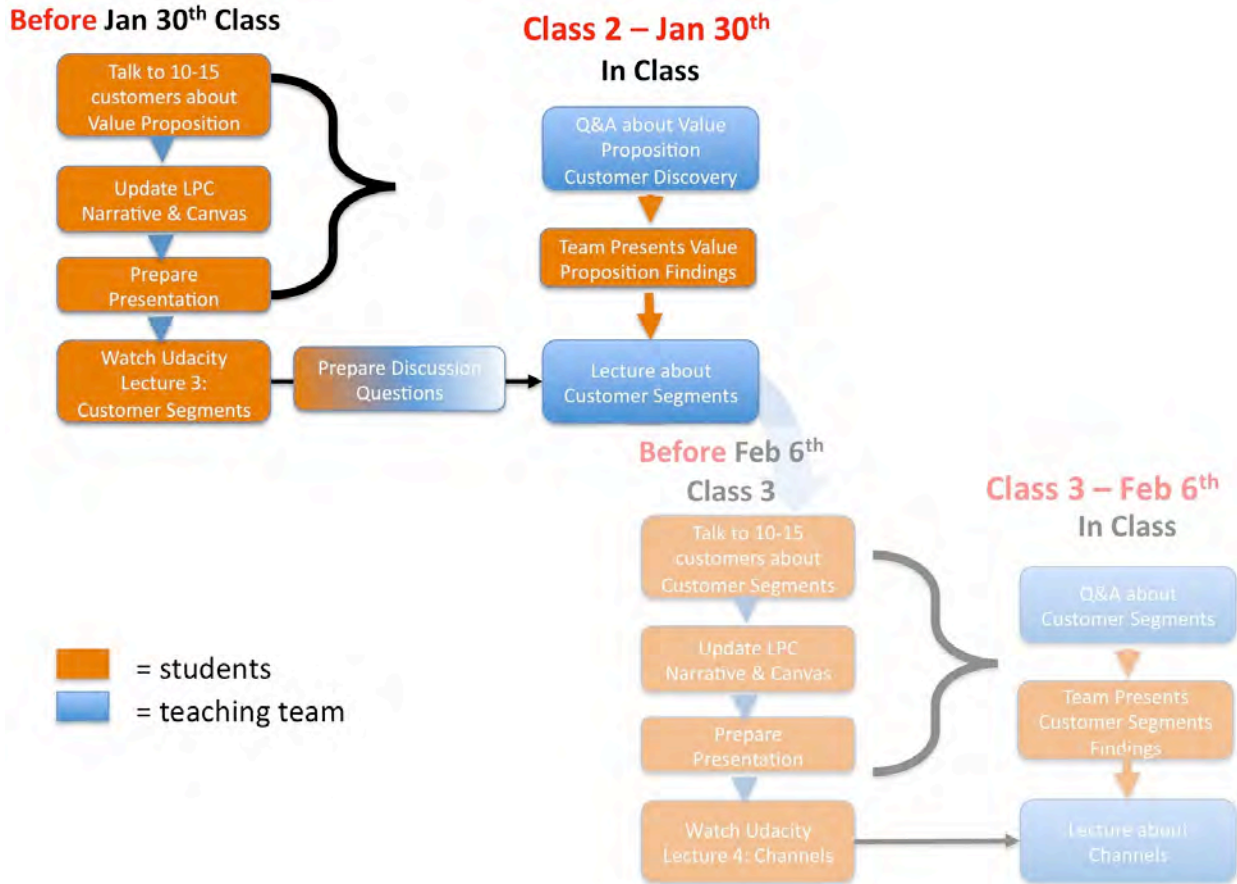 Before Jan 30th Class
Talk to 10-15
customers about
Value Proposition
Update LPC
Narrative & Canvas
Prepare
Presentation
Watch Udacity
Lecture 3:
Customer Segments
Prepare Discussion
Questions
Class 2 – Jan 30th
In Class
Q&A about Value
Proposition
Customer Discovery
Team Presents Value
Proposition Findings
Lecture about
Customer Segments
Before Feb 6th
Class 3
Talk to 10-15
customers about
Customer Segments
Update LPC
Narrative & Canvas
Prepare
Presentation
Watch Udacity
Lecture 4: Channels
Class 3 – Feb 6th
In Class
Q&A about
Customer Segments
Team Presents
Customer Segments
Findings
Lecture about
Channels
= students
= teaching team